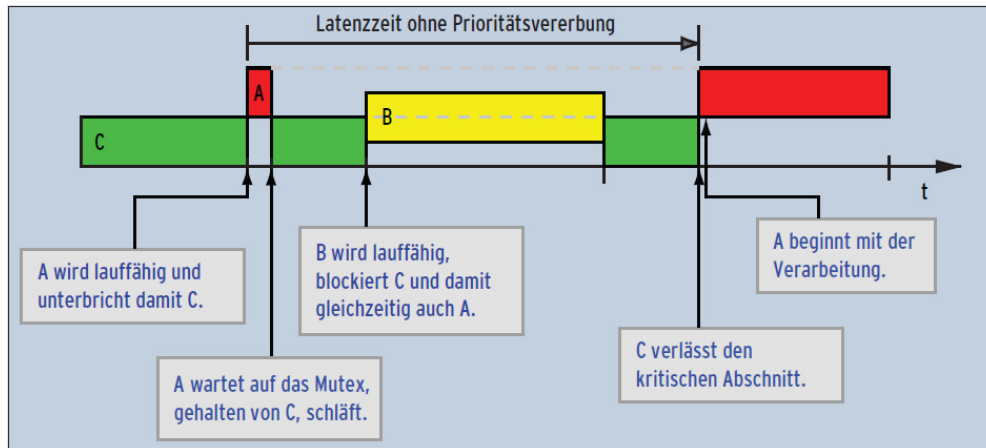 Latenzzeit ohne Prioritätsvererbung
A
B
C
t
A wird lauffähig und
unterbricht damit C.
B wird lauffähig,
blockiert C und damit
gleichzeitig auch A.
A beginnt mit der
Verarbeitung.
A wartet auf das Mutex,
gehalten von C, schläft.
C verlässt den
kritischen Abschnitt.